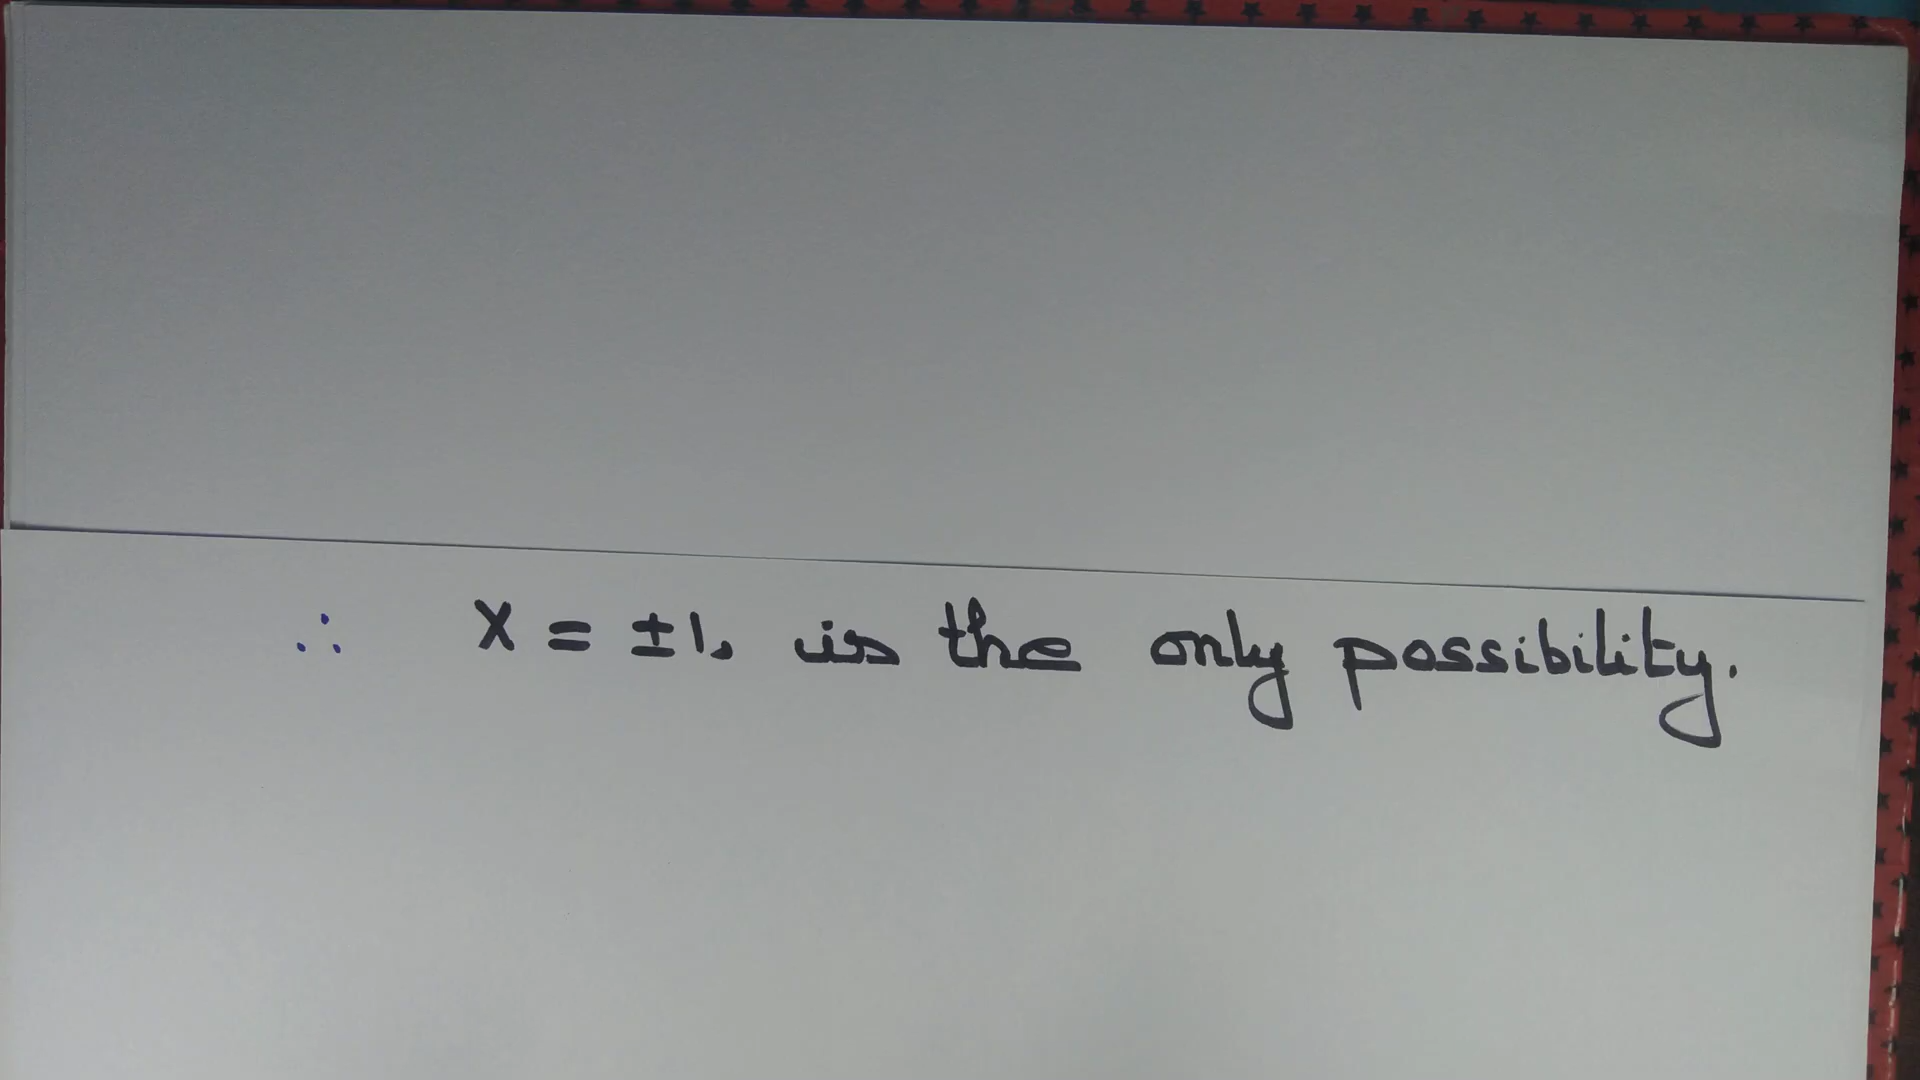 ∴ x = ±1, is the only possibility.